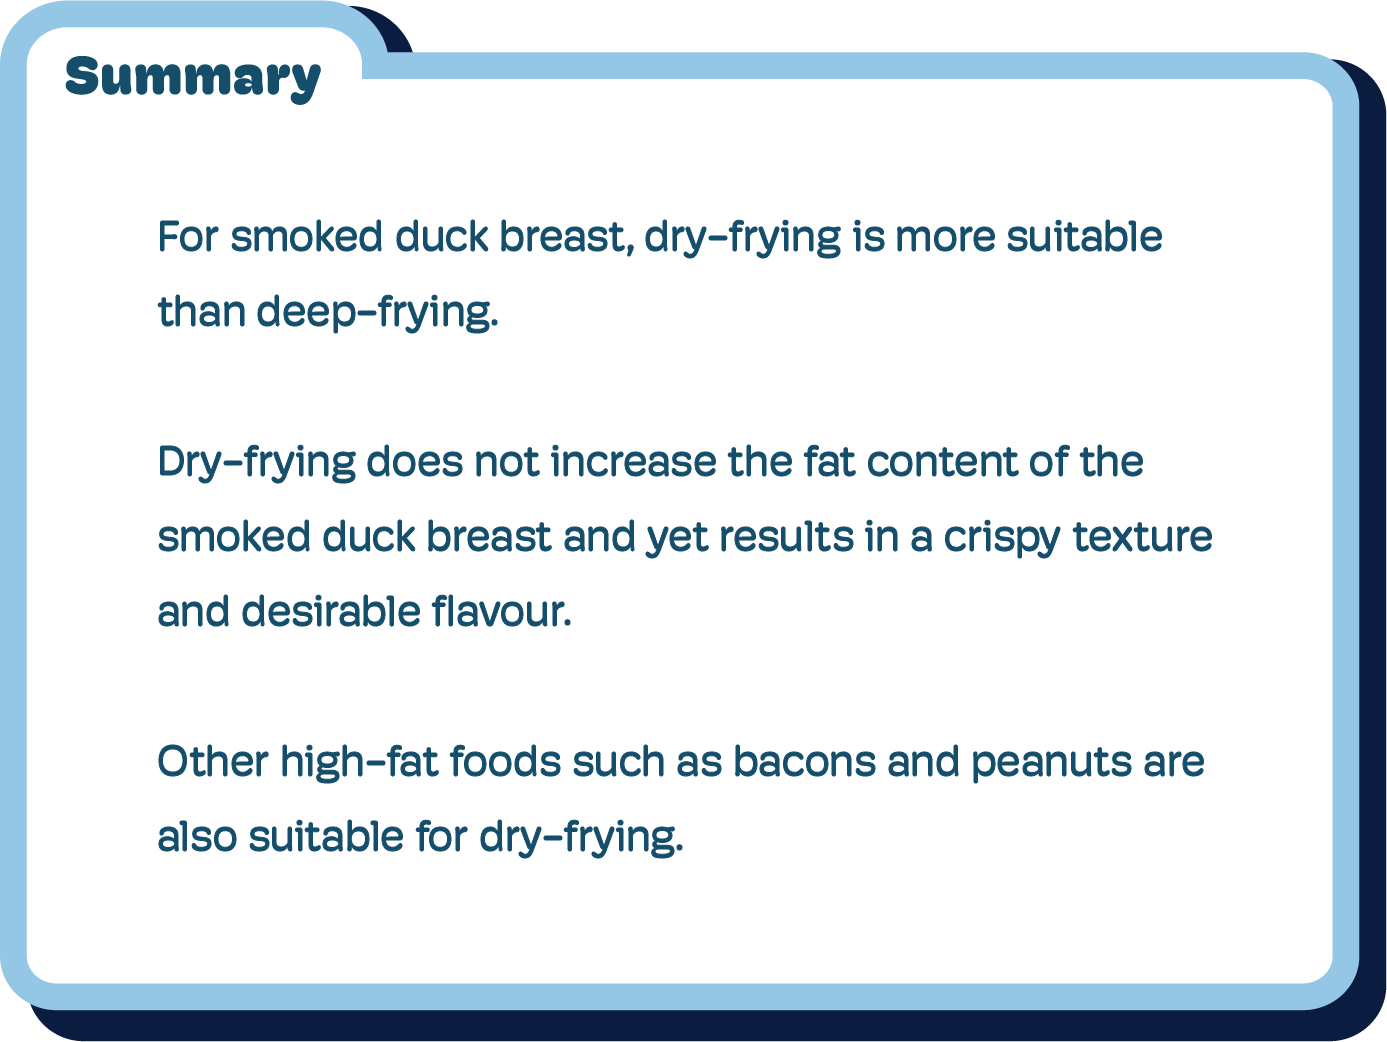 Summary
For smoked duck breast, dry-frying is more suitable
than deep-frying.
Dry-frying does not increase the fat content of the
smoked duck breast and yet results in a crispy texture
and desirable flavour.
Other high-fat foods such as bacons and peanuts are
also suitable for dry-frying.